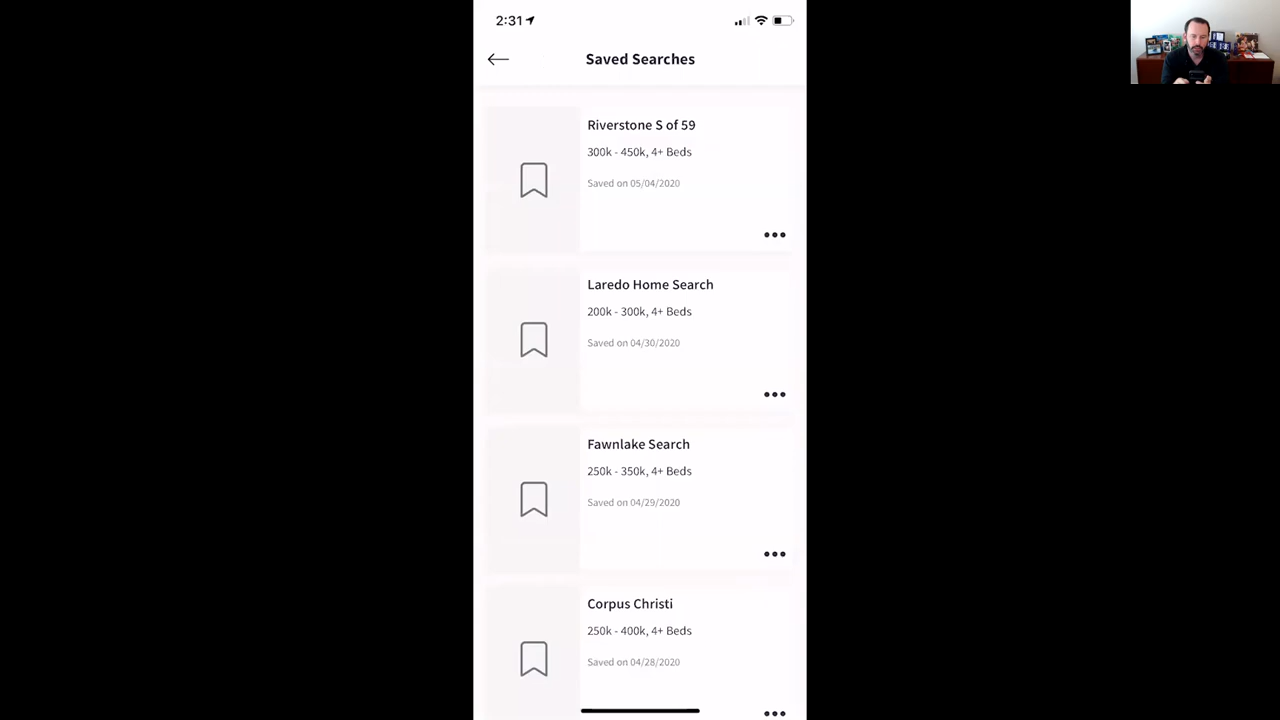 2:31
Saved Searches
Riverstone S of 59
300k - 450k, 4+ Beds
Saved on 05/04/2020
Laredo Home Search
200k - 300k, 4+ Beds
Saved on 04/30/2020
Fawnlake Search
250k - 350k, 4+ Beds
Saved on 04/29/2020
Corpus Christi
250k - 400k, 4+ Beds
Saved on 04/28/2020